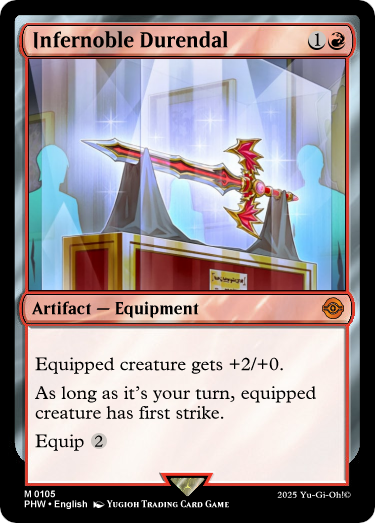 Infernoble Durendal 1
Artifact — Equipment
Equipped creature gets +2/+0.
As long as it's your turn, equipped
creature has first strike.
Equip 2
M 0105
PHW • English Yugioh Trading Card Game
2025 Yu-Gi-Oh!©